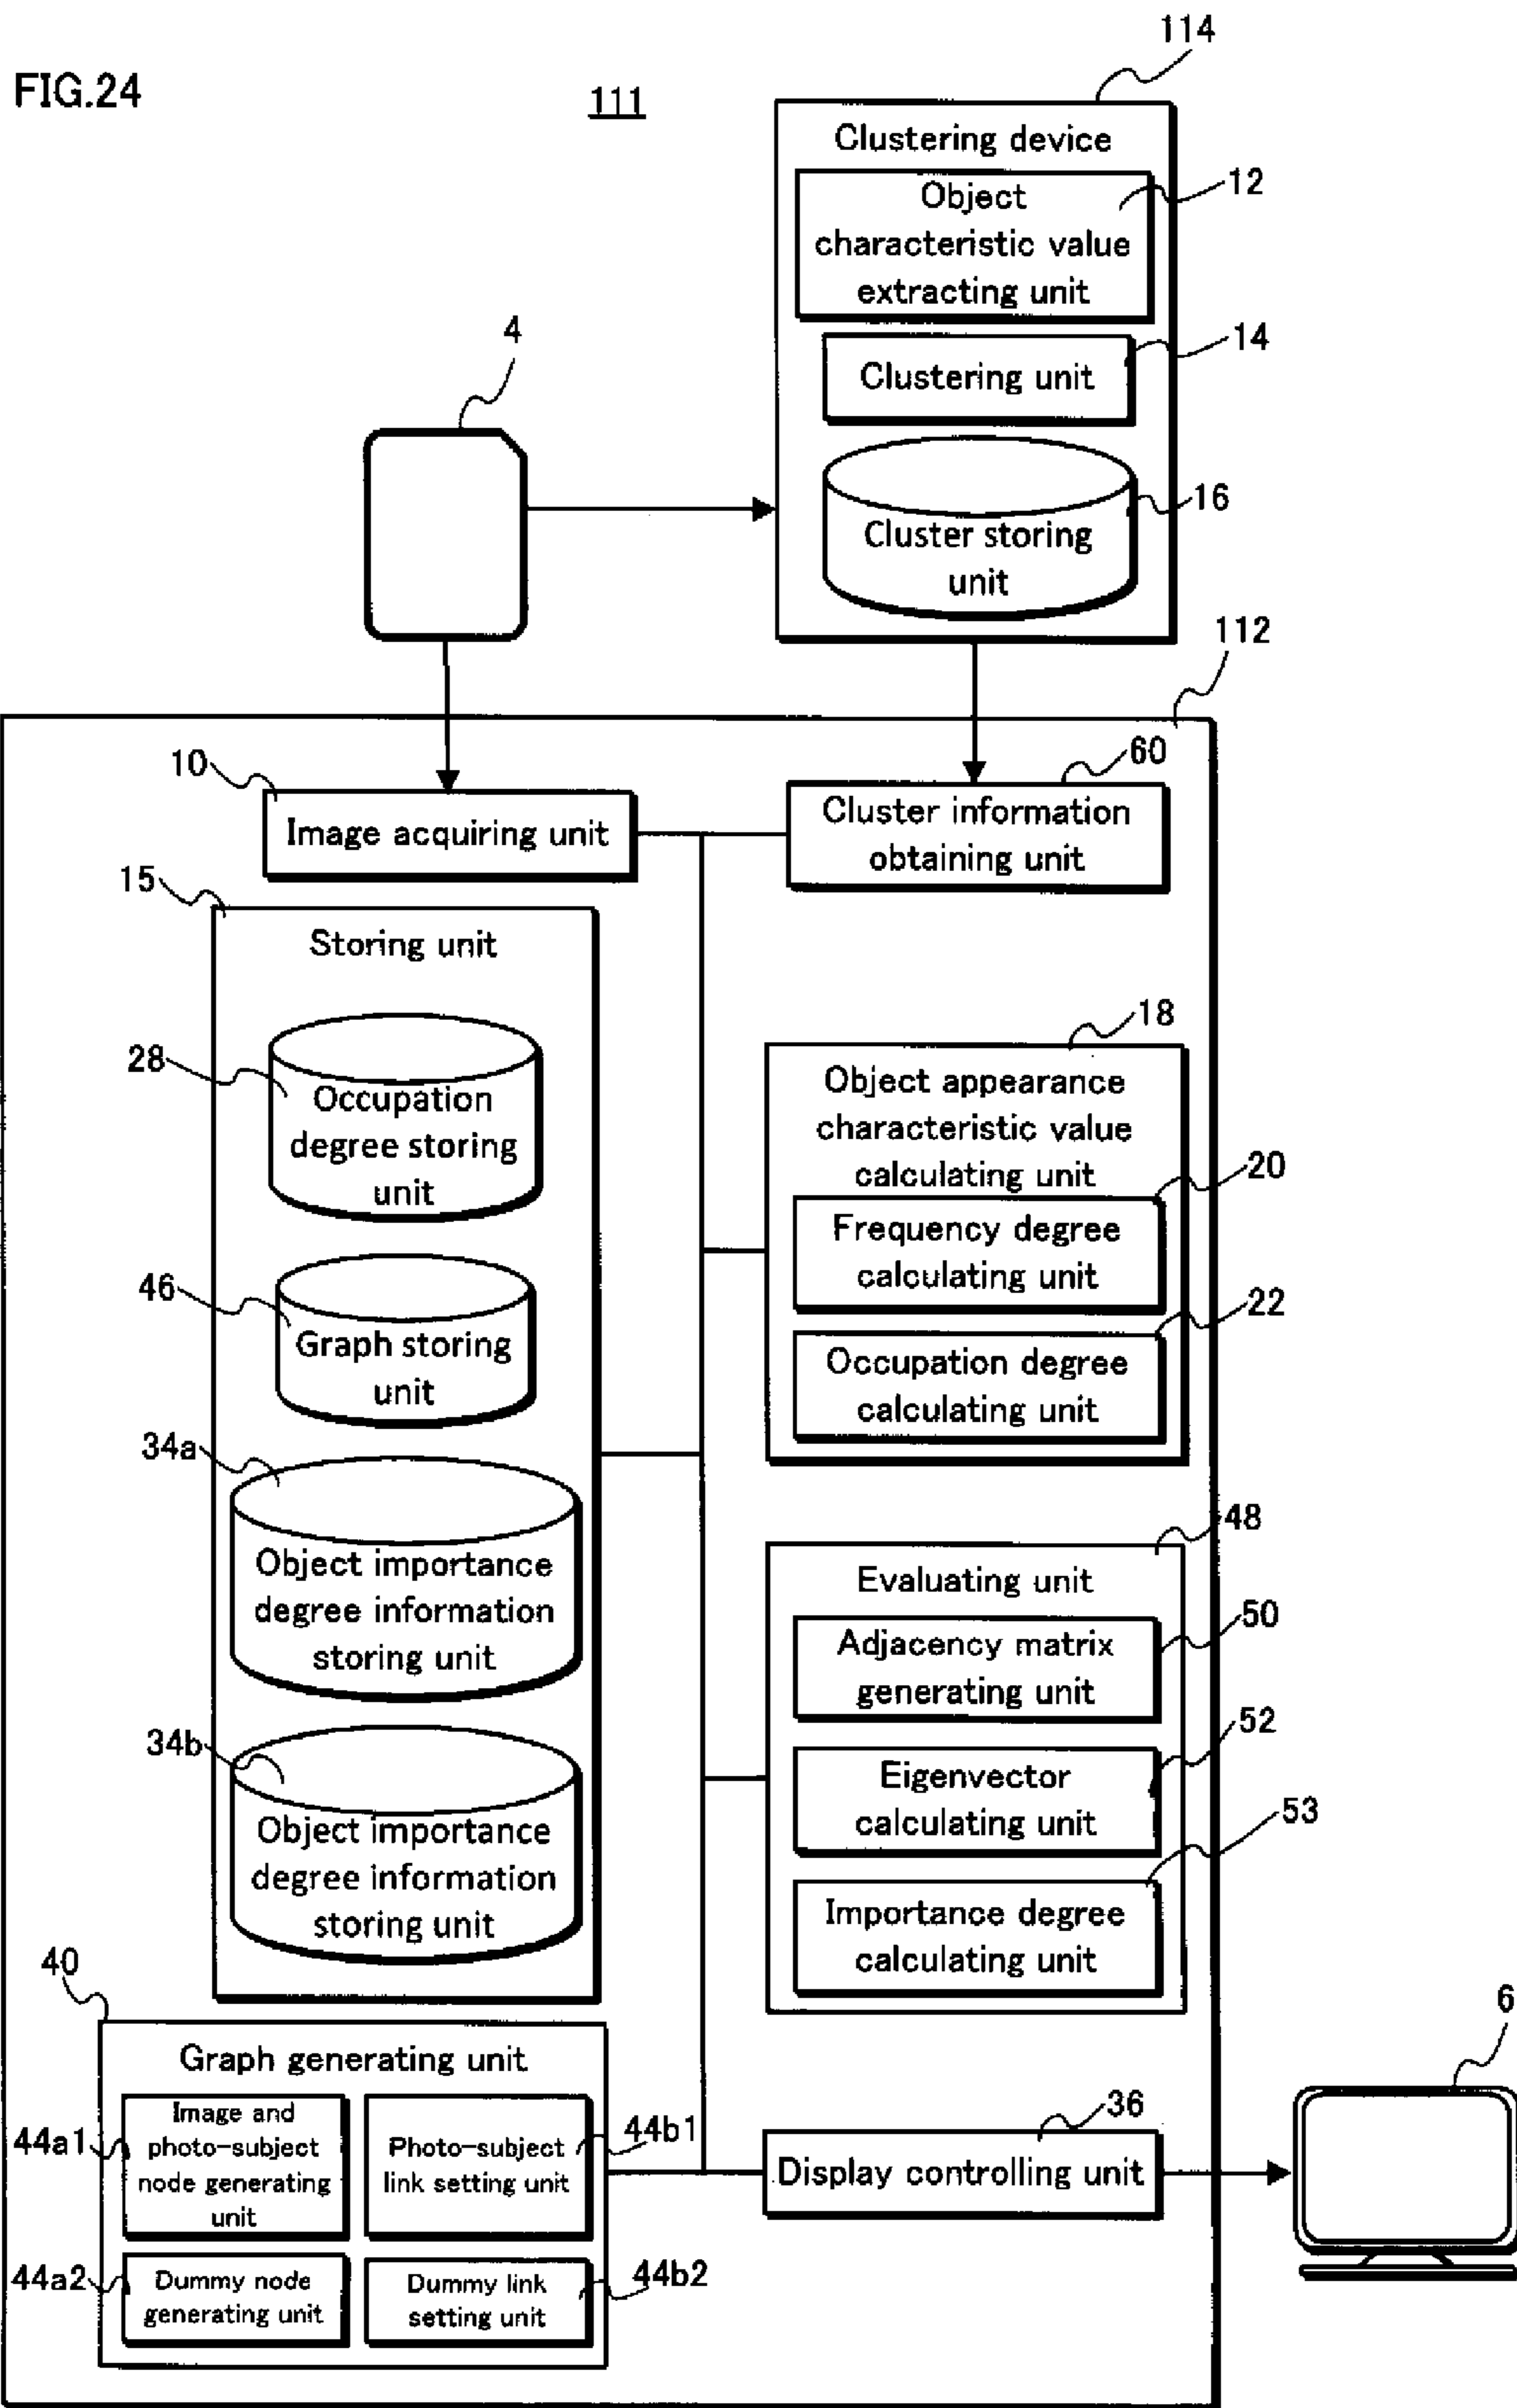 FIG.24
111
114
Clustering device
12
Object
characteristic value
extracting unit
14
Clustering unit
4
16
Cluster storing
unit
112
10
Image acquiring unit
60
Cluster information
obtaining unit
15
Storing unit
28
Occupation
degree storing
unit
46
Graph storing
unit
34a
Object importance
degree information
storing unit
34b
Object importance
degree information
storing unit
18
Object appearance
characteristic value
calculating unit
20
Frequency degree
calculating unit
22
Occupation degree
calculating unit
48
Evaluating unit
50
Adjacency matrix
generating unit
52
Eigenvector
calculating unit
53
Importance degree
calculating unit
40
Graph generating unit
44a1
Image and
photo-subject
node generating
unit
44b1
Photo-subject
link setting unit
44a2
Dummy node
generating unit
44b2
Dummy link
setting unit
36
Display controlling unit
6